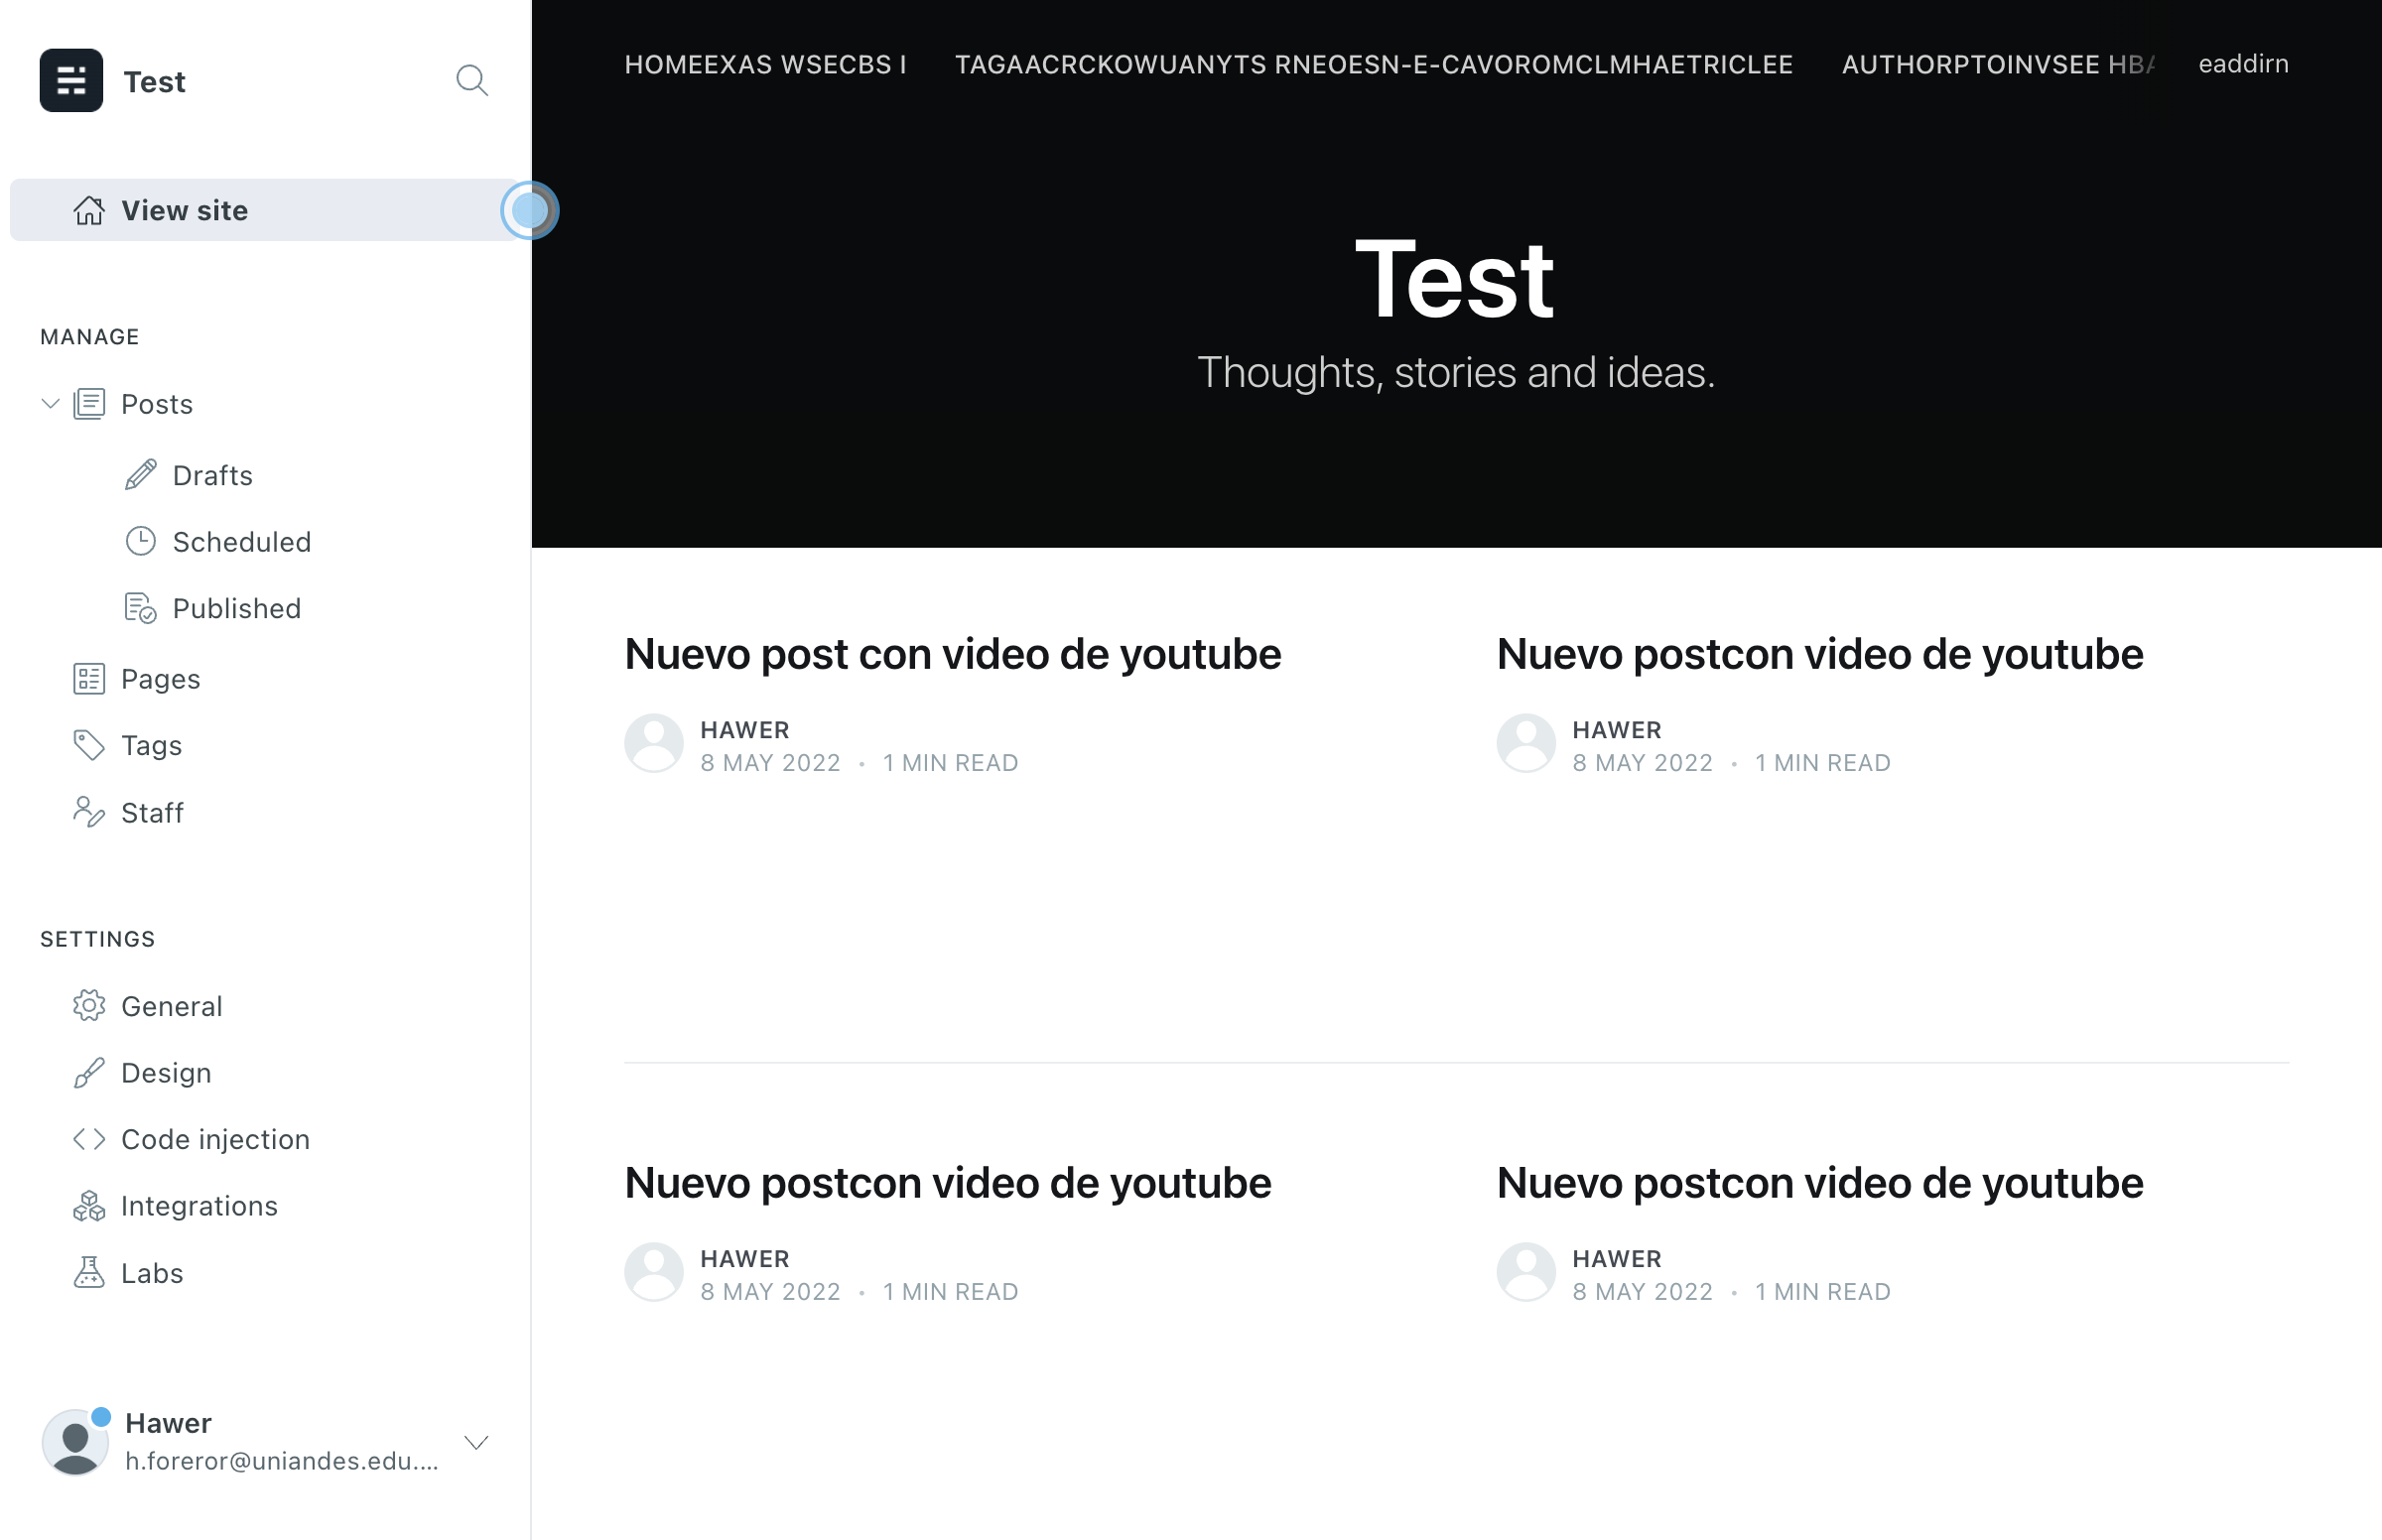 Test
View site
MANAGE
Posts
Drafts
Scheduled
Published
Pages
Tags
Staff
SETTINGS
General
Design
Code injection
Integrations
Labs
Hawer
h.foreror@uniandes.edu....
HOMEEXAS WSECBS I TAGAACRCKOWUANYTS RNEOESN-E-CAVOROMCLMHAETRICLEE AUTHORPTOINVSEE HBA eaddirn
Test
Thoughts, stories and ideas.
Nuevo post con video de youtube
HAWER
8 MAY 2022 • 1 MIN READ
Nuevo postcon video de youtube
HAWER
8 MAY 2022 • 1 MIN READ
Nuevo postcon video de youtube
HAWER
8 MAY 2022 • 1 MIN READ
Nuevo postcon video de youtube
HAWER
8 MAY 2022 • 1 MIN READ